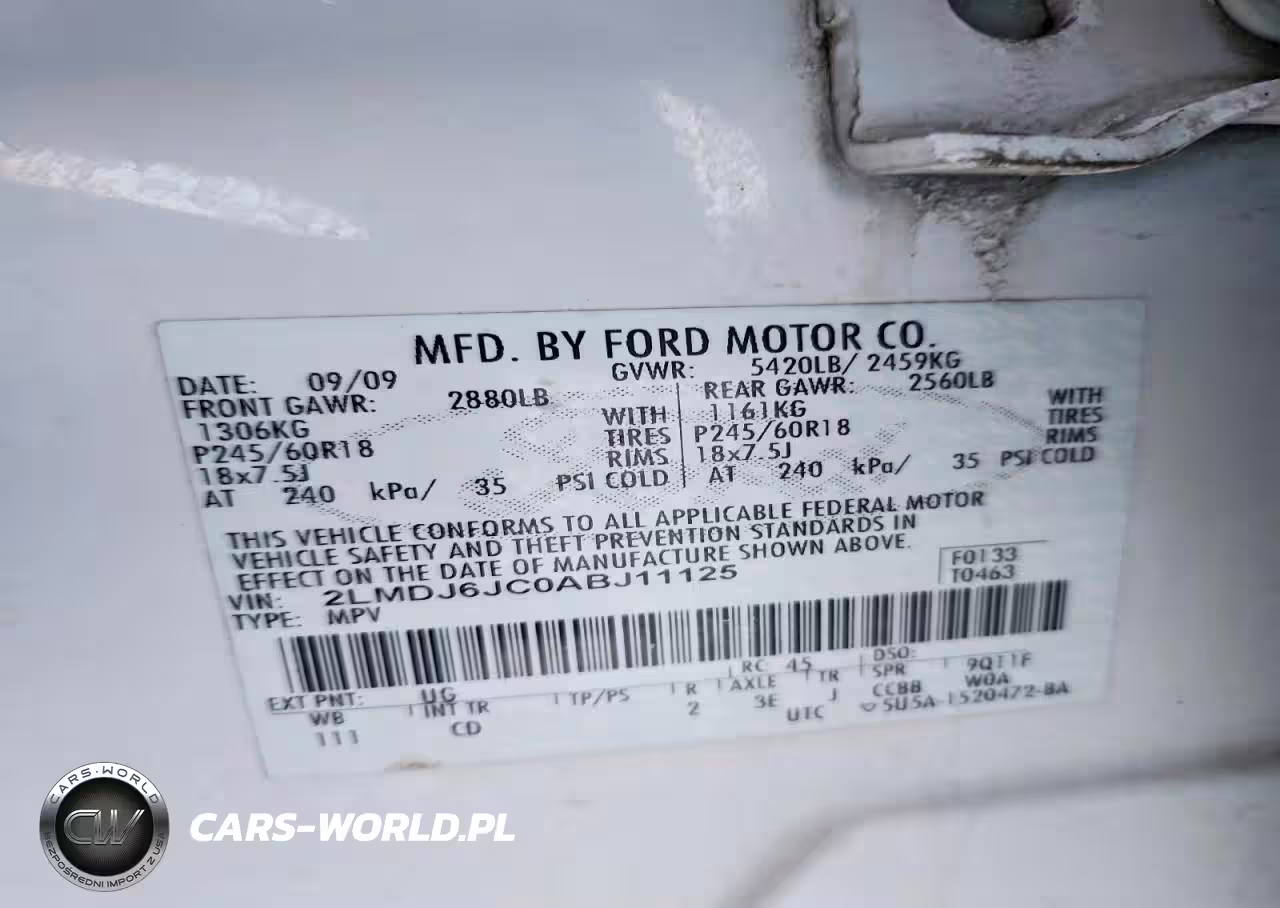 MFD. BY FORD MOTOR CO.
DATE: 09/09 GVWR: 5420LB/ 2459KG
FRONT GAWR: 2880LB REAR GAWR: 2560LB
1306KG WITH 1161KG WITH
P245/60R18 TIRES P245/60R18 TIRES
18x7.5J RIMS 18x7.5J RIMS
AT 240 kPa/ 35 PSI COLD AT 240 kPa/ 35 PSI COLD
THIS VEHICLE CONFORMS TO ALL APPLICABLE FEDERAL MOTOR
VEHICLE SAFETY AND THEFT PREVENTION STANDARDS IN
EFFECT ON THE DATE OF MANUFACTURE SHOWN ABOVE.
VIN: 2LMDJ6JC0ABJ11125
F0133
TYPE: MPV
T0463
EXT PNT: UG RC: 45 DSO:
WB INT TR TP/PS R AXLE TR SPR 9Q11F
111 CD 2 3E J CCBB W0A
UTC 5U5A-1520472-BA
CARS-WORLD
CW
BEZPOŚREDNI IMPORT Z USA
CARS-WORLD.PL